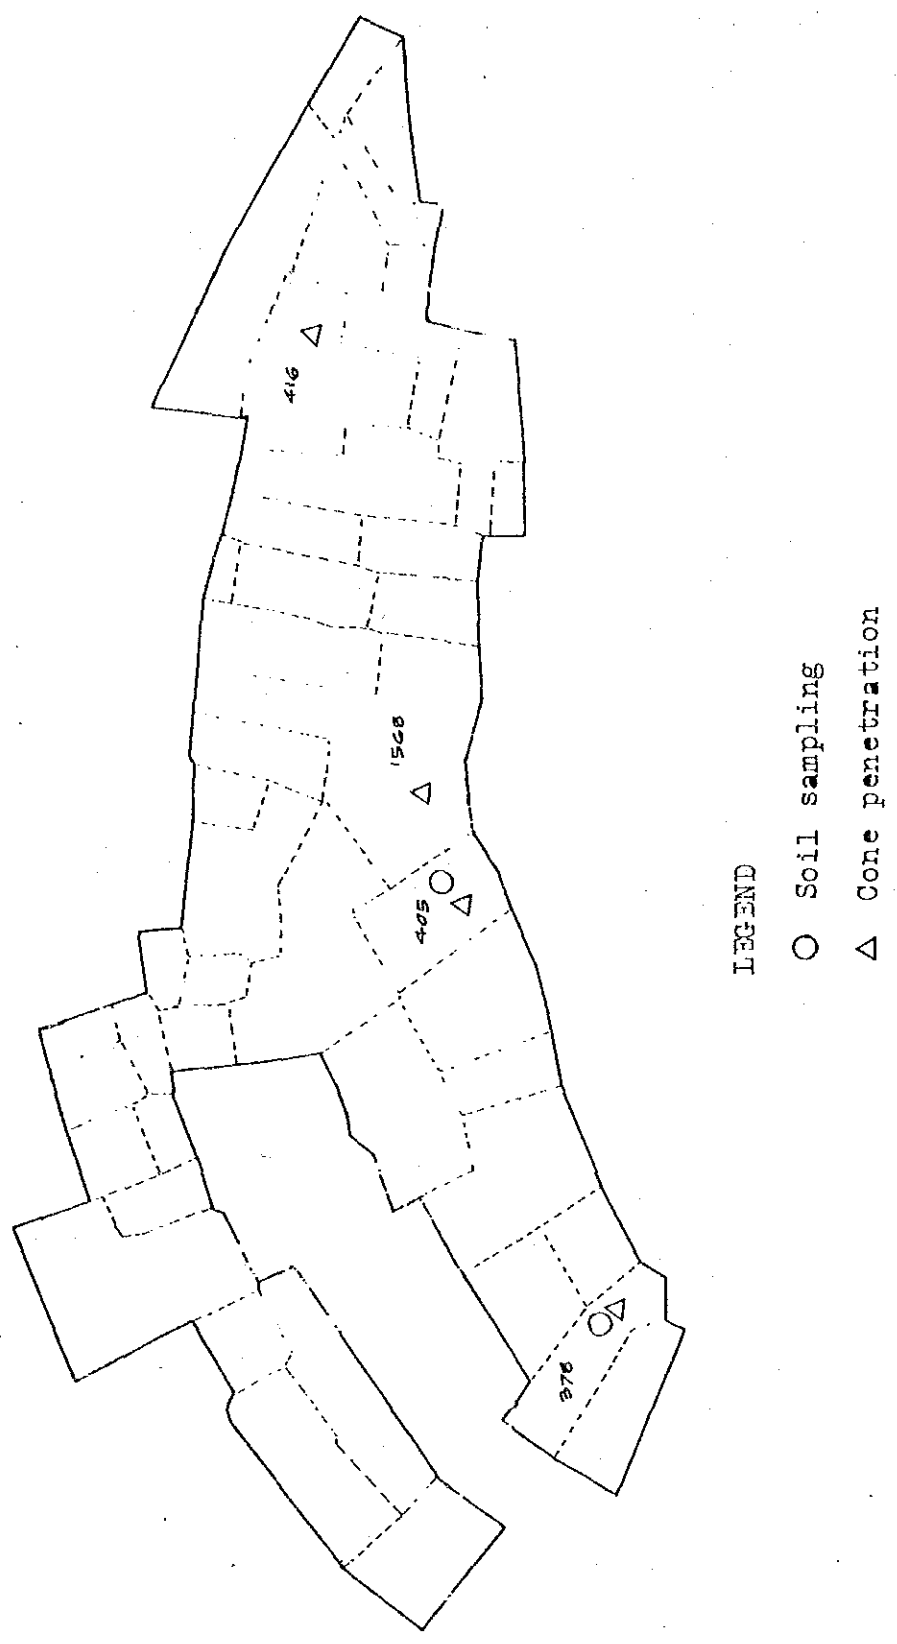 416
1568
405
378
LEGEND
○ Soil sampling
△ Cone penetration